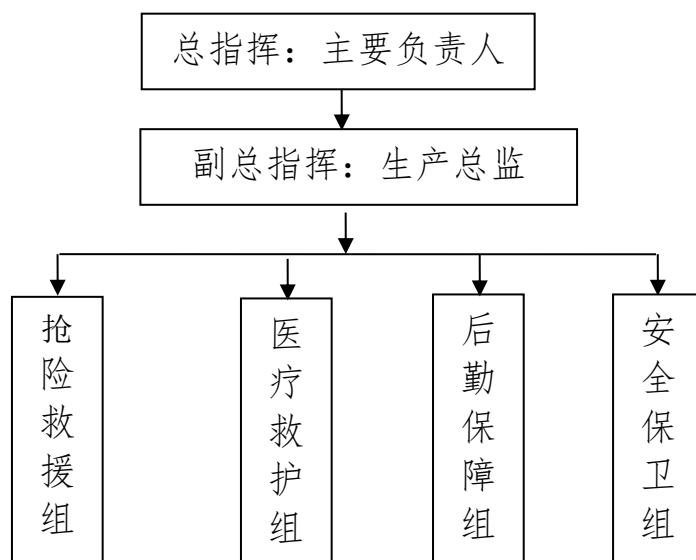 总指挥：主要负责人
副总指挥：生产总监
抢险救援组
医疗救护组
后勤保障组
安全保卫组